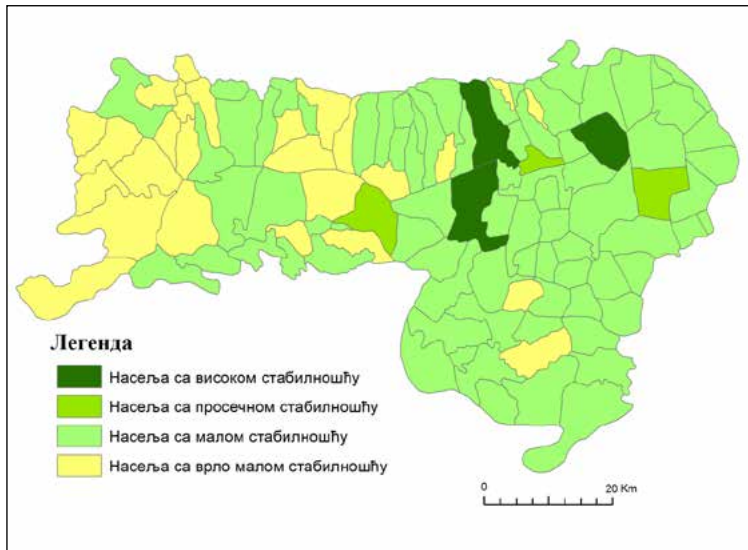 Легенда
Насеља са високом стабилношћу
Насеља са просечном стабилношћу
Насеља са малом стабилношћу
Насеља са врло малом стабилношћу
0 20 Km